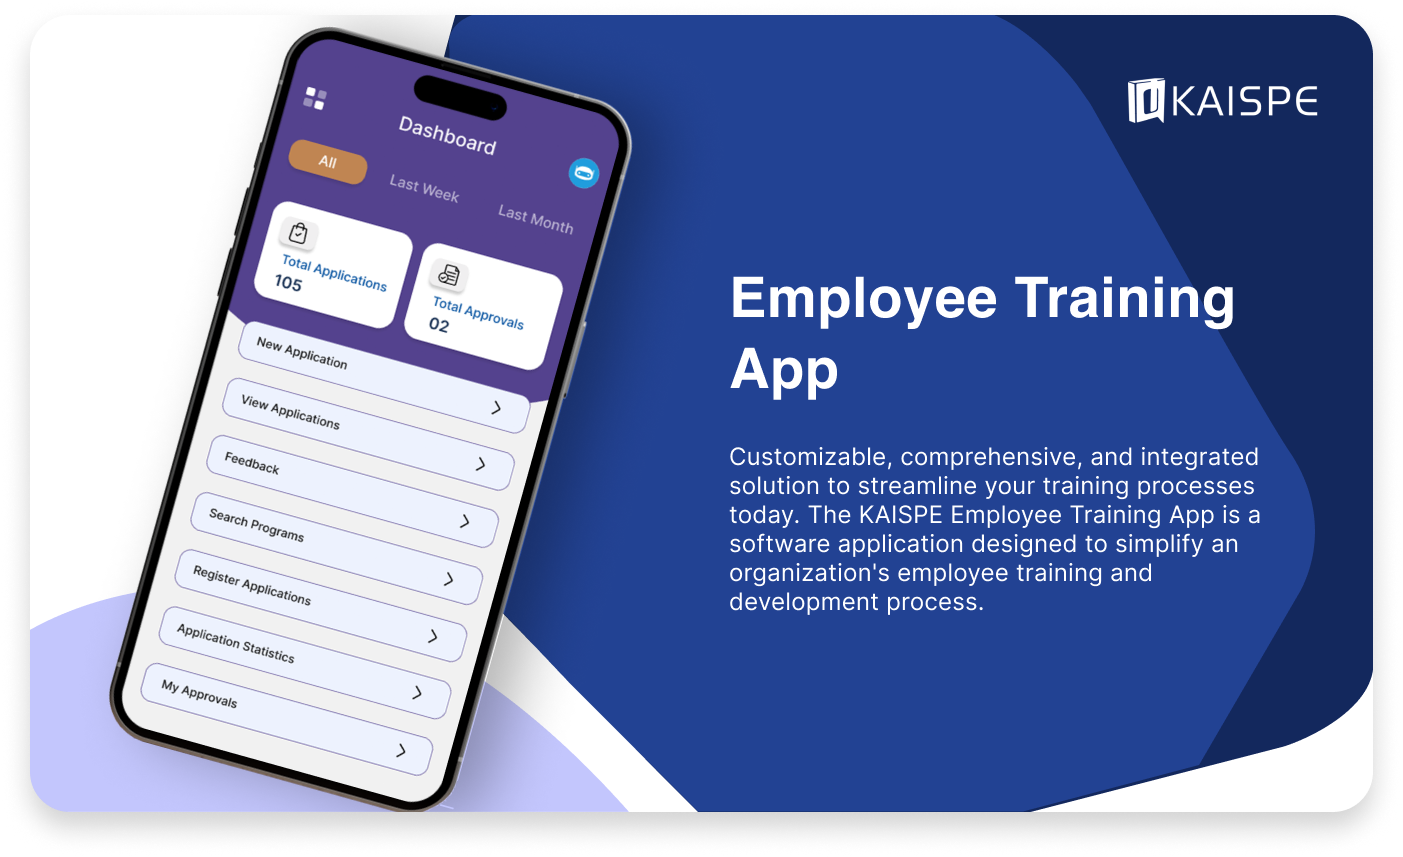 Dashboard
All
Last Week
Last Month
Total Applications
105
Total Approvals
02
New Application
View Applications
Feedback
Search Programs
Register Applications
Application Statistics
My Approvals
KAISPE
Employee Training
App
Customizable, comprehensive, and integrated
solution to streamline your training processes
today. The KAISPE Employee Training App is a
software application designed to simplify an
organization's employee training and
development process.